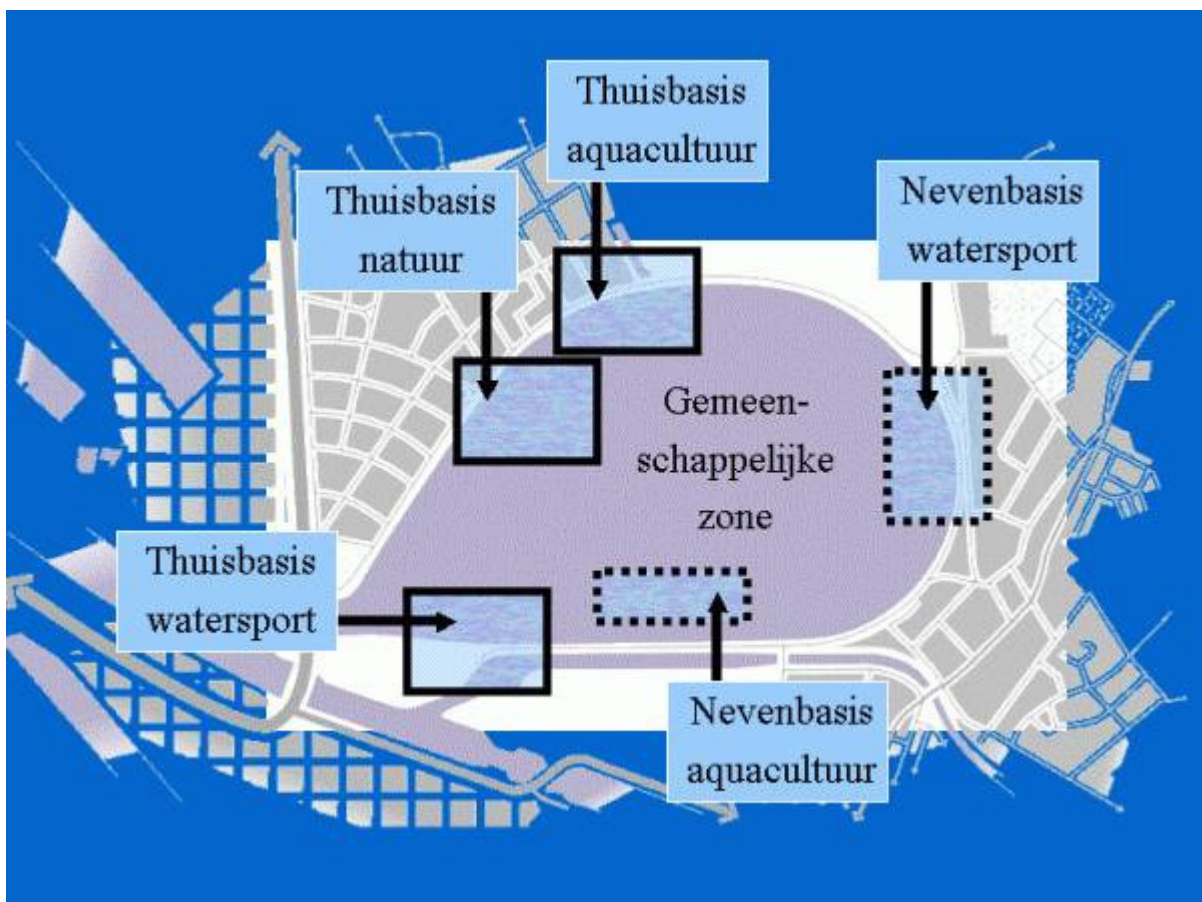 Thuisbasis
aquacultuur
Thuisbasis
natuur
Nevenbasis
watersport
Gemeen-
schappelijke
zone
Thuisbasis
watersport
Nevenbasis
aquacultuur